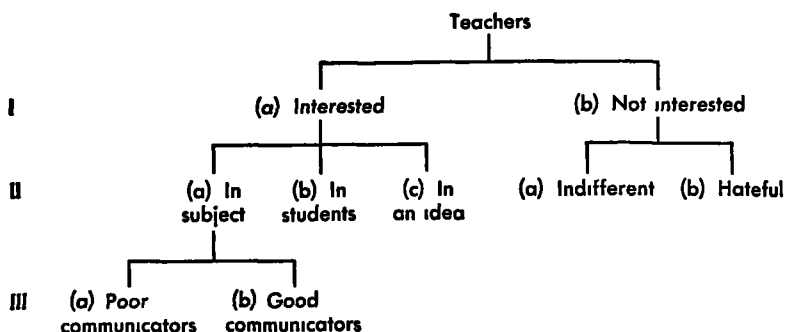 Teachers
I (a) Interested (b) Not interested
II (a) In (b) In (c) In (a) Indifferent (b) Hateful
subject students an idea
III (a) Poor (b) Good
communicators communicators